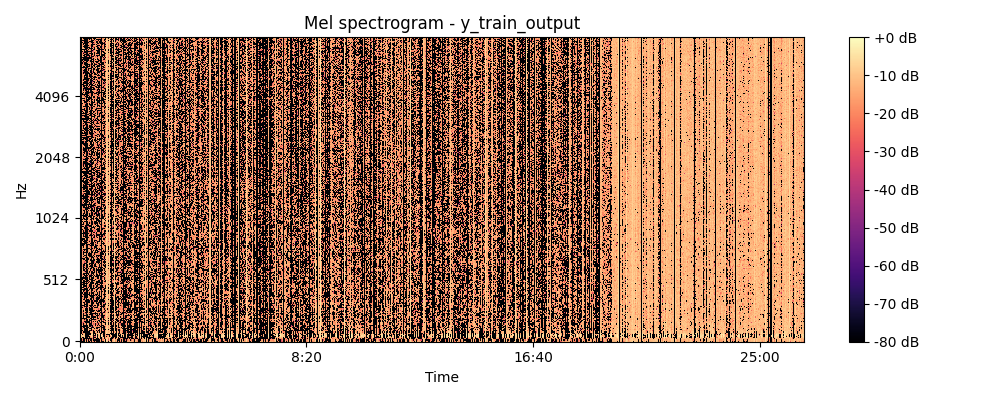 Mel spectrogram - y_train_output
+0 dB
-10 dB
-20 dB
-30 dB
-40 dB
-50 dB
-60 dB
-70 dB
-80 dB
Hz
4096
2048
1024
512
0
0:00 8:20 16:40 25:00
Time